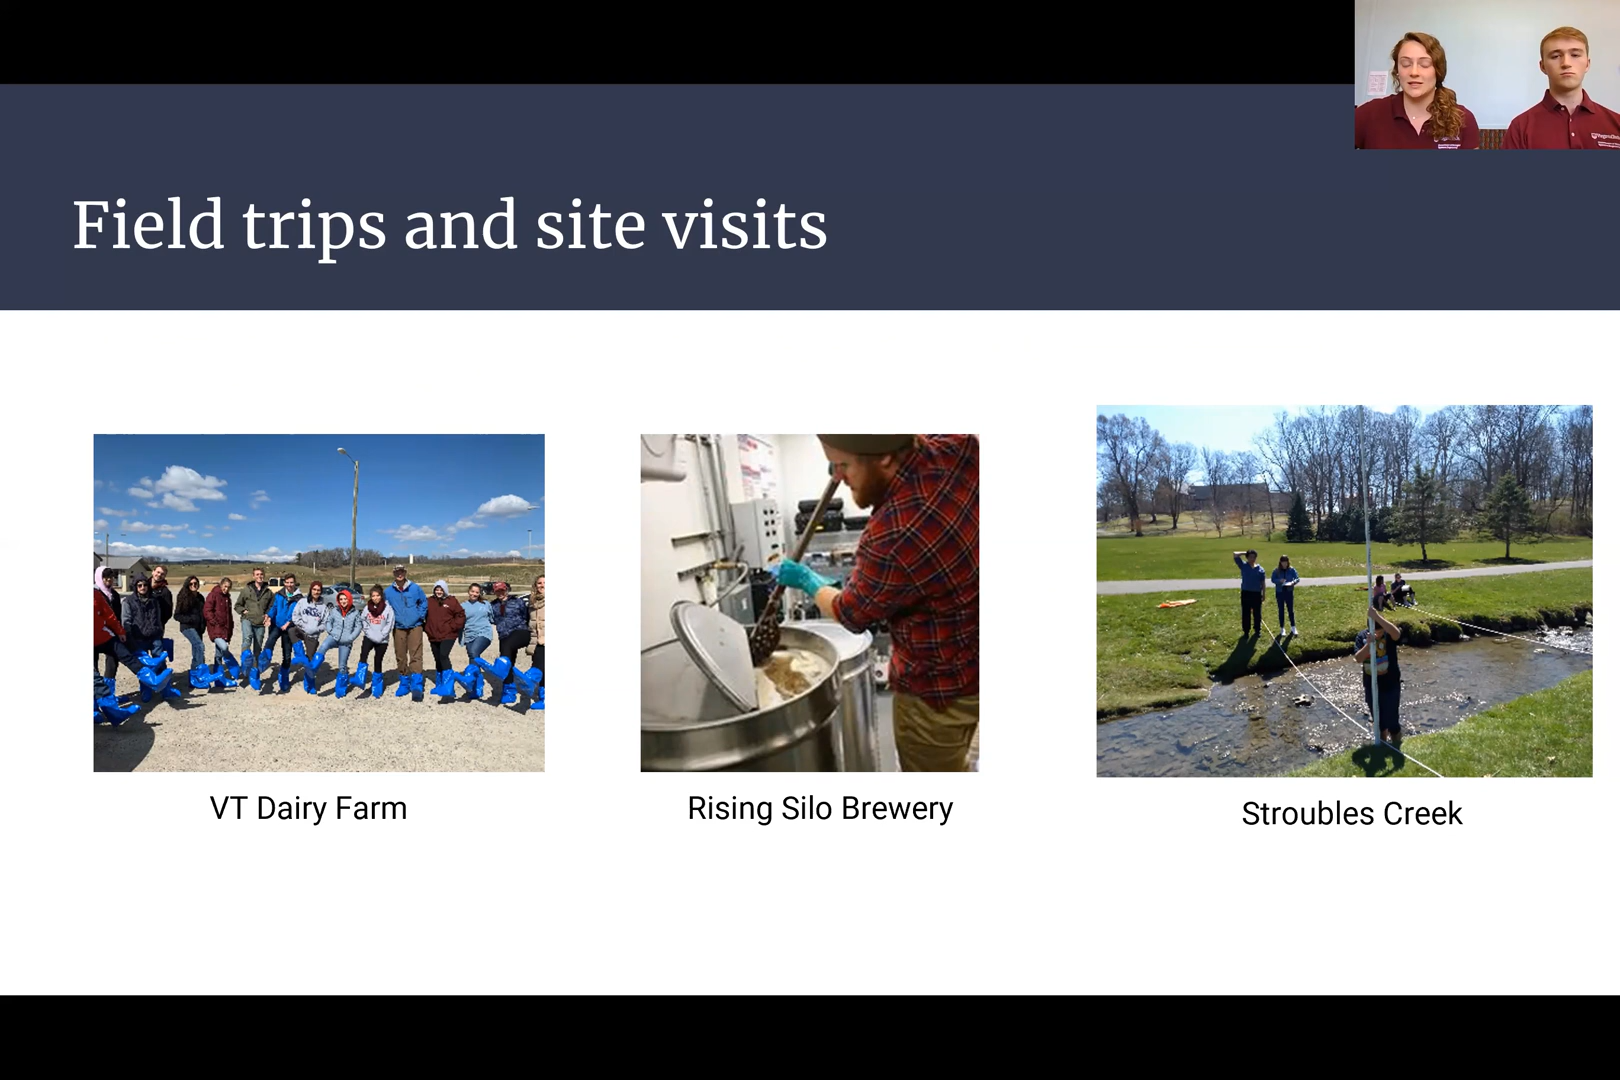 Field trips and site visits
VT Dairy Farm
Rising Silo Brewery
Stroubles Creek